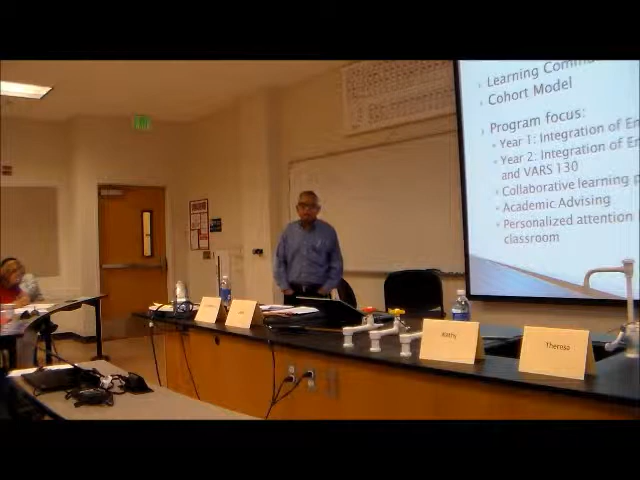 Learning Comm
Cohort Model
Program focus:
Year 1: Integration of En
Year 2: Integration of En
and VARS 130
Collaborative learning p
Academic Advising
Personalized attention
classroom
Kathy
Theresa